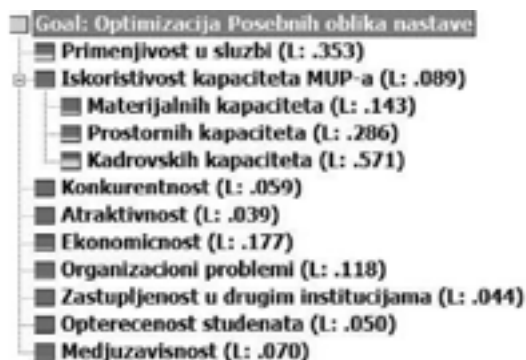 Goal: Optimizacija Posebnih oblika nastave
Primenjivost u sluzbi (L: .353)
Iskoristivost kapaciteta MUP-a (L: .089)
Materijalnih kapaciteta (L: .143)
Prostornih kapaciteta (L: .286)
Kadrovskih kapaciteta (L: .571)
Konkurentnost (L: .059)
Atraktivnost (L: .039)
Ekonomicnost (L: .177)
Organizacioni problemi (L: .118)
Zastupljenost u drugim institucijama (L: .044)
Opterecenost studenata (L: .050)
Medjuzavisnost (L: .070)